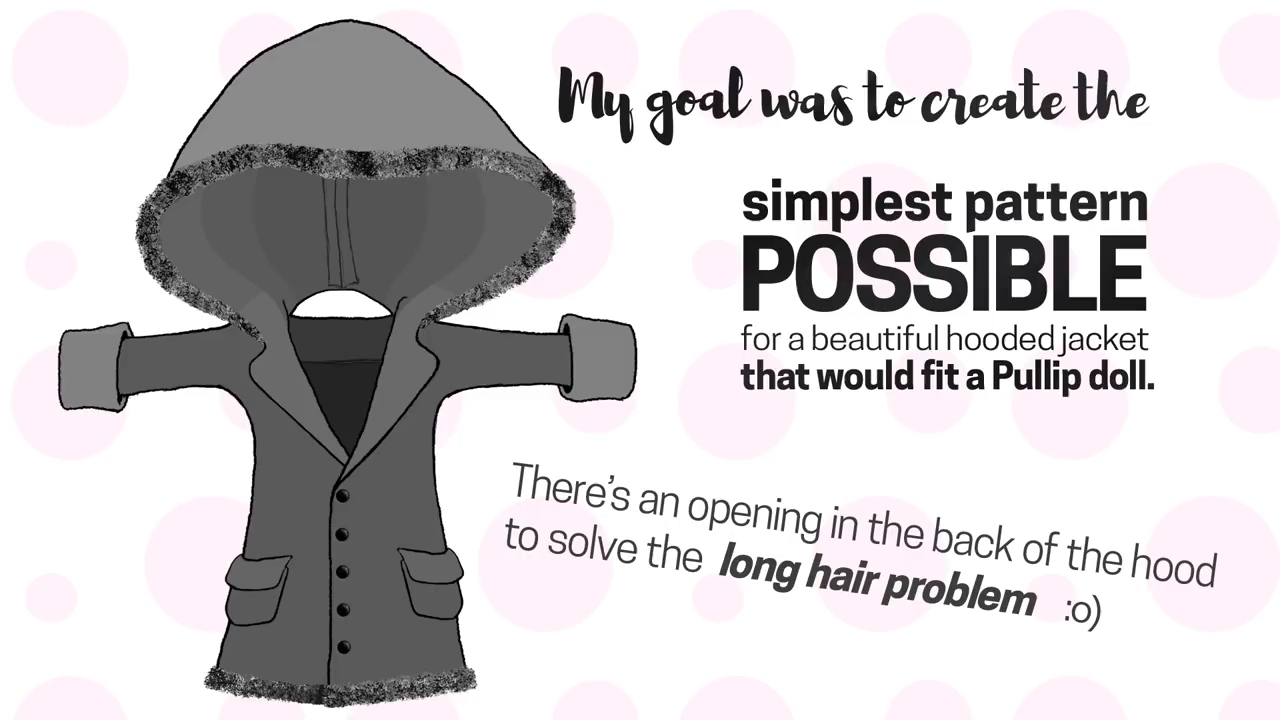 My goal was to create the
simplest pattern
POSSIBLE
for a beautiful hooded jacket
that would fit a Pullip doll.
There's an opening in the back of the hood
to solve the long hair problem :o)